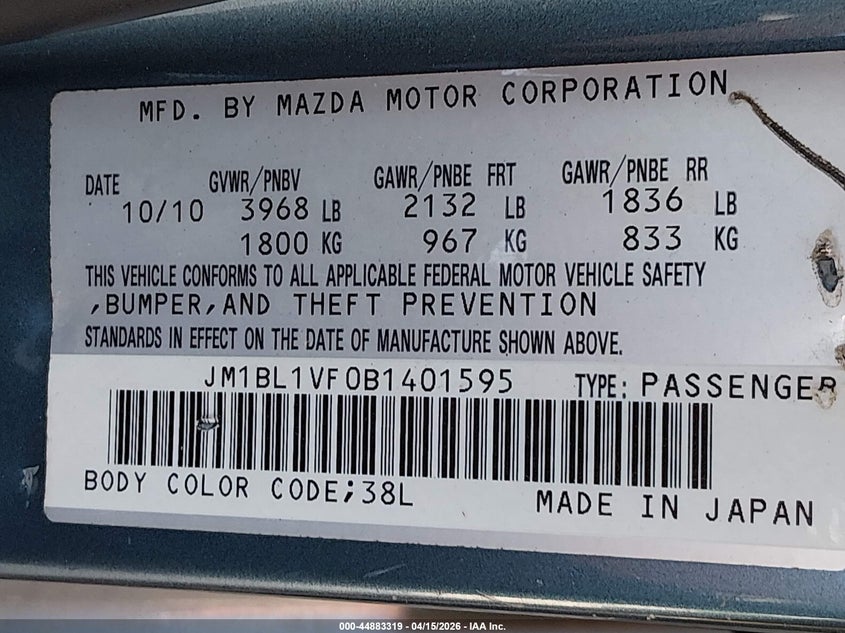 MFD. BY MAZDA MOTOR CORPORATION
DATE GVWR/PNBV GAWR/PNBE FRT GAWR/PNBE RR
10/10 3968 LB 2132 LB 1836 LB
1800 KG 967 KG 833 KG
THIS VEHICLE CONFORMS TO ALL APPLICABLE FEDERAL MOTOR VEHICLE SAFETY
,BUMPER,AND THEFT PREVENTION
STANDARDS IN EFFECT ON THE DATE OF MANUFACTURE SHOWN ABOVE.
JM1BL1VF0B1401595 TYPE: PASSENGER
BODY COLOR CODE;38L MADE IN JAPAN
000-44883319 - 04/15/2026 - IAA Inc.